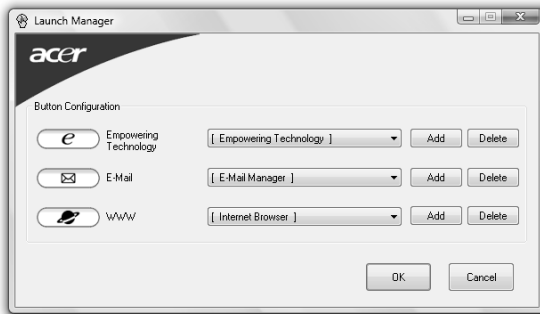 Launch Manager
acer
Button Configuration
e Empowering Technology [ Empowering Technology ] Add Delete
E-Mail [ E-Mail Manager ] Add Delete
WWW [ Internet Browser ] Add Delete
OK Cancel